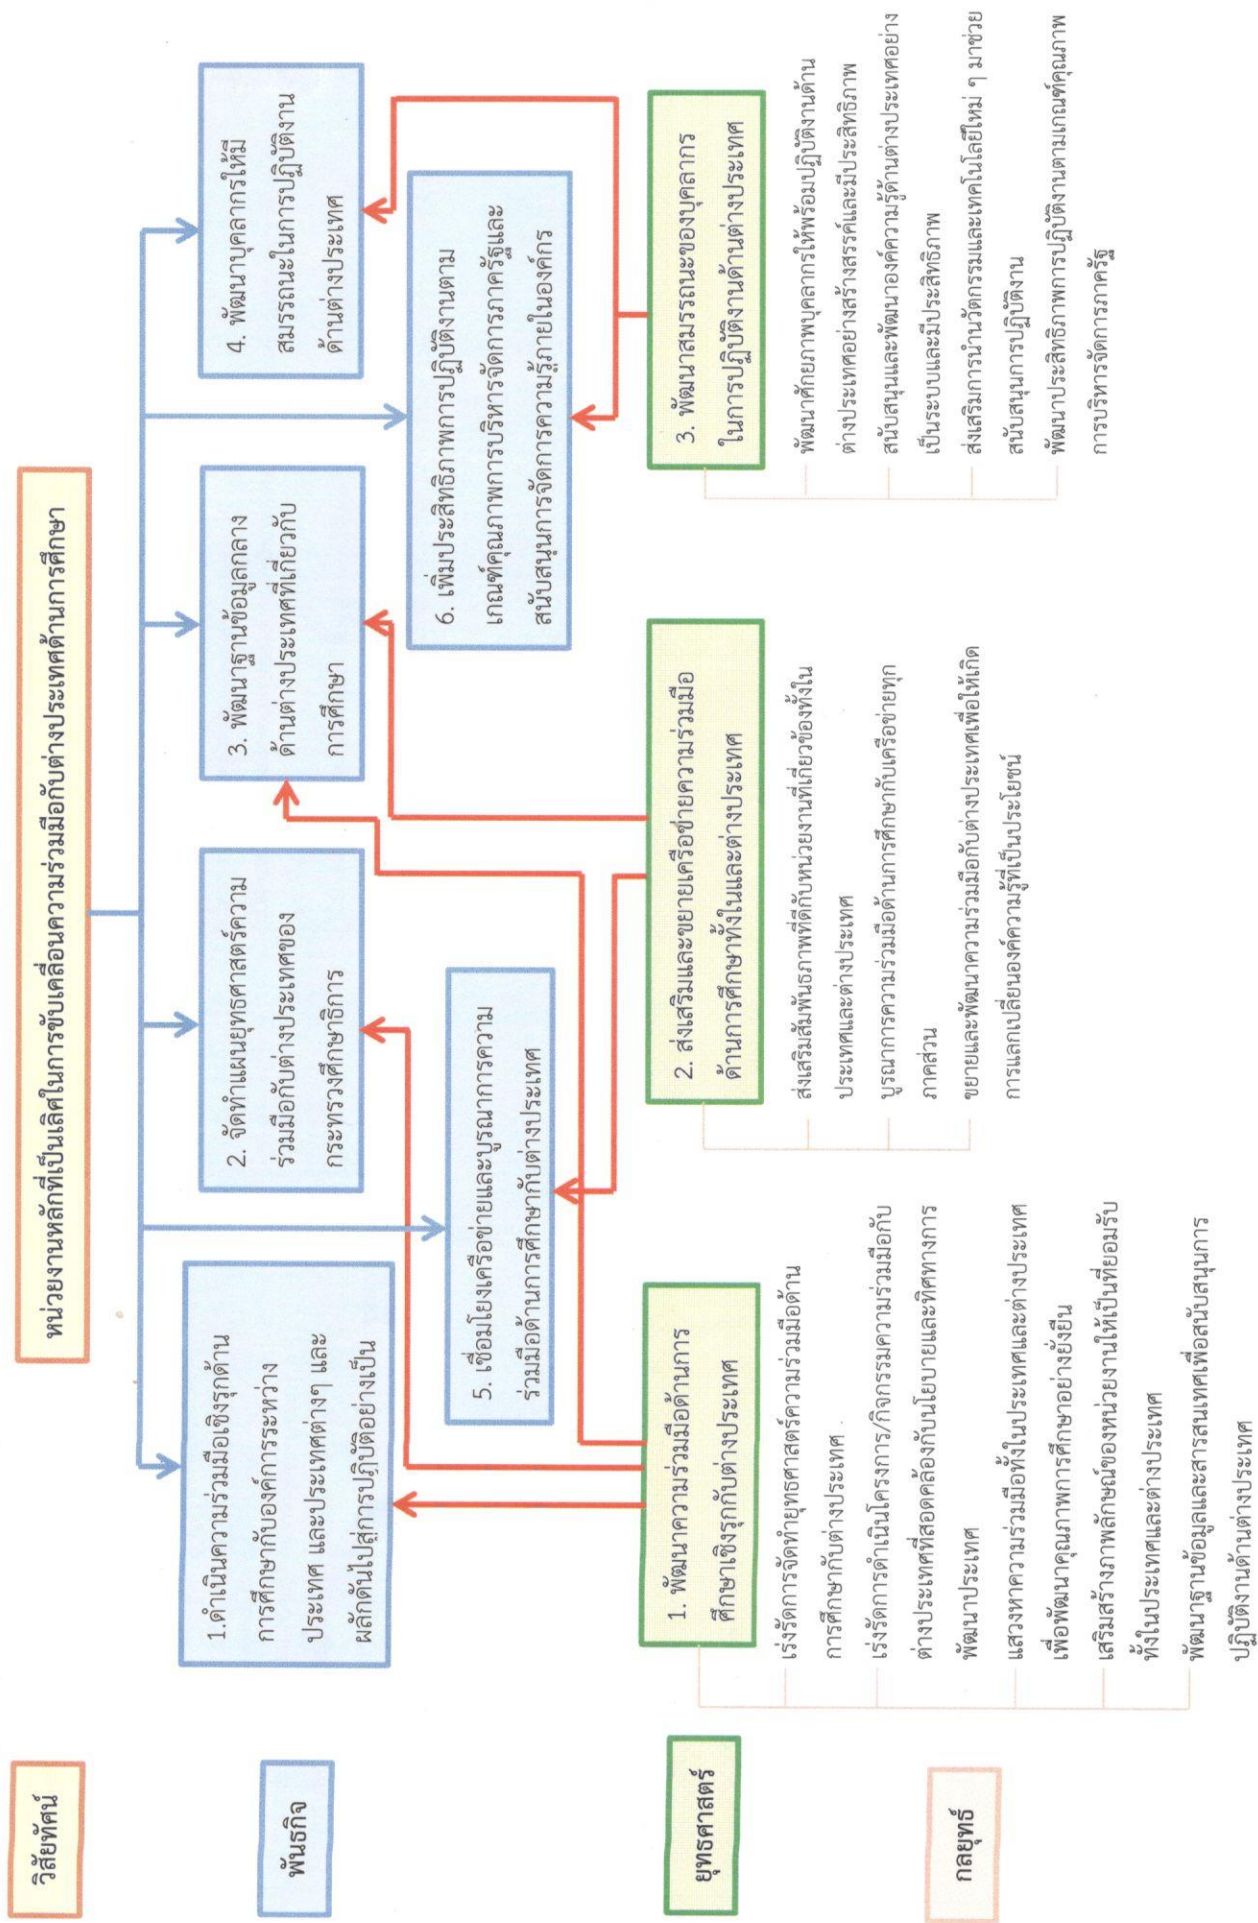 วิสัยทัศน์
หน่วยงานหลักที่เป็นเลิศในการขับเคลื่อนความร่วมมือกับต่างประเทศด้านการศึกษา
พันธกิจ
1.ดำเนินความร่วมมือเชิงรุกด้าน
การศึกษากับองค์การระหว่าง
ประเทศ และประเทศต่างๆ และ
ผลักดันไปสู่การปฏิบัติอย่างเป็น
2. จัดทำแผนยุทธศาสตร์ความ
ร่วมมือกับต่างประเทศของ
กระทรวงศึกษาธิการ
3. พัฒนาฐานข้อมูลกลาง
ด้านต่างประเทศที่เกี่ยวกับ
การศึกษา
4. พัฒนาบุคลากรให้มี
สมรรถนะในการปฏิบัติงาน
ด้านต่างประเทศ
5. เชื่อมโยงเครือข่ายและบูรณาการความ
ร่วมมือด้านการศึกษากับต่างประเทศ
6. เพิ่มประสิทธิภาพการปฏิบัติงานตาม
เกณฑ์คุณภาพการบริหารจัดการภาครัฐและ
สนับสนุนการจัดการความรู้ภายในองค์กร
ยุทธศาสตร์
1. พัฒนาความร่วมมือด้านการ
ศึกษาเชิงรุกกับต่างประเทศ
2. ส่งเสริมและขยายเครือข่ายความร่วมมือ
ด้านการศึกษาทั้งในและต่างประเทศ
3. พัฒนาสมรรถนะของบุคลากร
ในการปฏิบัติงานด้านต่างประเทศ
กลยุทธ์
เร่งรัดการจัดทำยุทธศาสตร์ความร่วมมือด้าน
การศึกษากับต่างประเทศ
เร่งรัดการดำเนินโครงการ/กิจกรรมความร่วมมือกับ
ต่างประเทศที่สอดคล้องกับนโยบายและทิศทางการ
พัฒนาประเทศ
แสวงหาความร่วมมือทั้งในประเทศและต่างประเทศ
เพื่อพัฒนาคุณภาพการศึกษาอย่างยั่งยืน
เสริมสร้างภาพลักษณ์ของหน่วยงานให้เป็นที่ยอมรับ
ทั้งในประเทศและต่างประเทศ
พัฒนาฐานข้อมูลและสารสนเทศเพื่อสนับสนุนการ
ปฏิบัติงานด้านต่างประเทศ
ส่งเสริมสัมพันธภาพที่ดีกับหน่วยงานที่เกี่ยวข้องทั้งใน
ประเทศและต่างประเทศ
บูรณาการความร่วมมือด้านการศึกษากับเครือข่ายทุก
ภาคส่วน
ขยายและพัฒนาความร่วมมือกับต่างประเทศเพื่อให้เกิด
การแลกเปลี่ยนองค์ความรู้ที่เป็นประโยชน์
พัฒนาศักยภาพบุคลากรให้พร้อมปฏิบัติงานด้าน
ต่างประเทศอย่างสร้างสรรค์และมีประสิทธิภาพ
สนับสนุนและพัฒนาองค์ความรู้ด้านต่างประเทศอย่าง
เป็นระบบและมีประสิทธิภาพ
ส่งเสริมการนำนวัตกรรมและเทคโนโลยีใหม่ ๆ มาช่วย
สนับสนุนการปฏิบัติงาน
พัฒนาประสิทธิภาพการปฏิบัติงานตามเกณฑ์คุณภาพ
การบริหารจัดการภาครัฐ